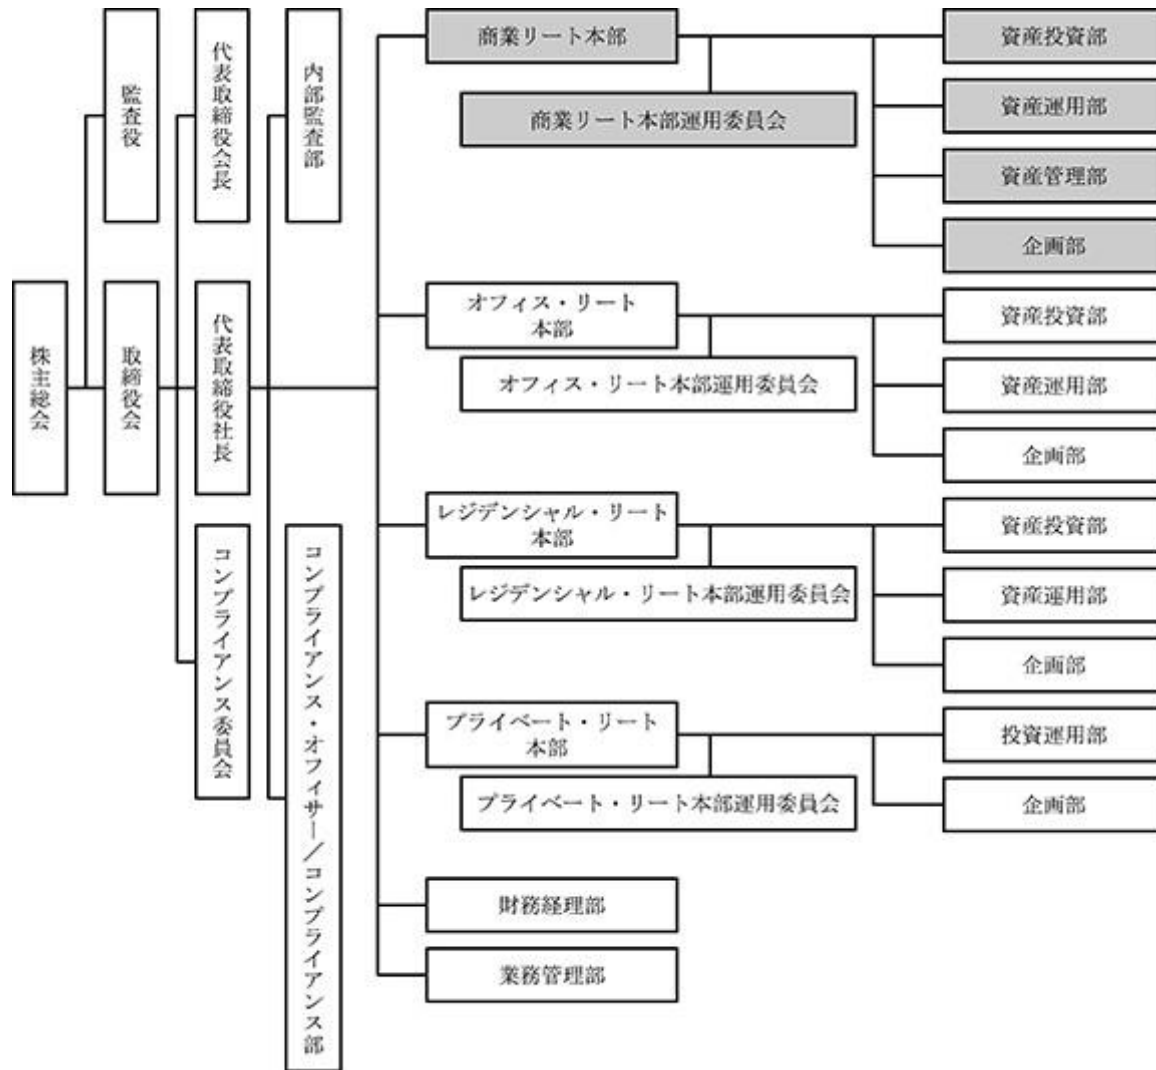 株主総会
監査役
取締役会
代表取締役会長
代表取締役社長
コンプライアンス委員会
内部監査部
コンプライアンス・オフィサー/コンプライアンス部
商業リート本部
商業リート本部運用委員会
資産投資部
資産運用部
資産管理部
企画部
オフィス・リート
本部
オフィス・リート本部運用委員会
資産投資部
資産運用部
企画部
レジデンシャル・リート
本部
レジデンシャル・リート本部運用委員会
資産投資部
資産運用部
企画部
プライベート・リート
本部
プライベート・リート本部運用委員会
投資運用部
企画部
財務経理部
業務管理部